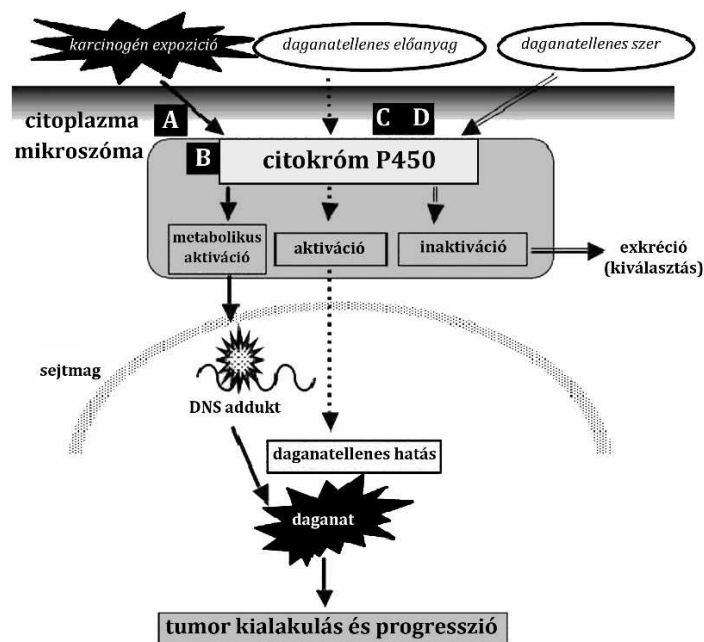 karcinogén expozíció
daganatellenes előanyag
daganatellenes szer
citoplazma
A
C D
mikroszóma
B
citokróm P450
metabolikus
aktiváció
aktiváció
inaktiváció
exkréció
(kiválasztás)
sejtmag
DNS addukt
daganatellenes hatás
daganat
tumor kialakulás és progresszió